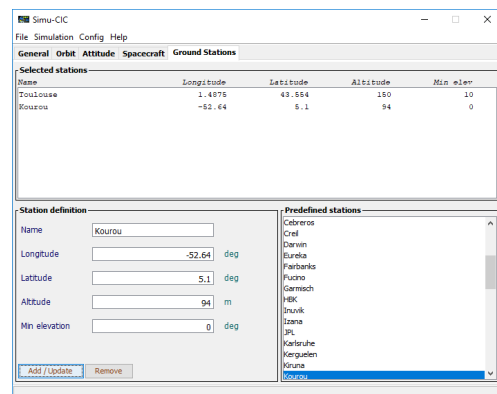 Simu-CIC
File Simulation Config Help
General Orbit Attitude Spacecraft Ground Stations
Selected stations
Name Longitude Latitude Altitude Min elev
Toulouse 1.4875 43.554 150 10
Kourou -52.64 5.1 94 0
Station definition
Name Kourou
Longitude -52.64 deg
Latitude 5.1 deg
Altitude 94 m
Min elevation 0 deg
Add / Update Remove
Predefined stations
Cebreros
Creil
Darwin
Eureka
Fairbanks
Fucino
Garmisch
HBK
Inuvik
Izana
JPL
Karlsruhe
Kerguelen
Kiruna
Kourou